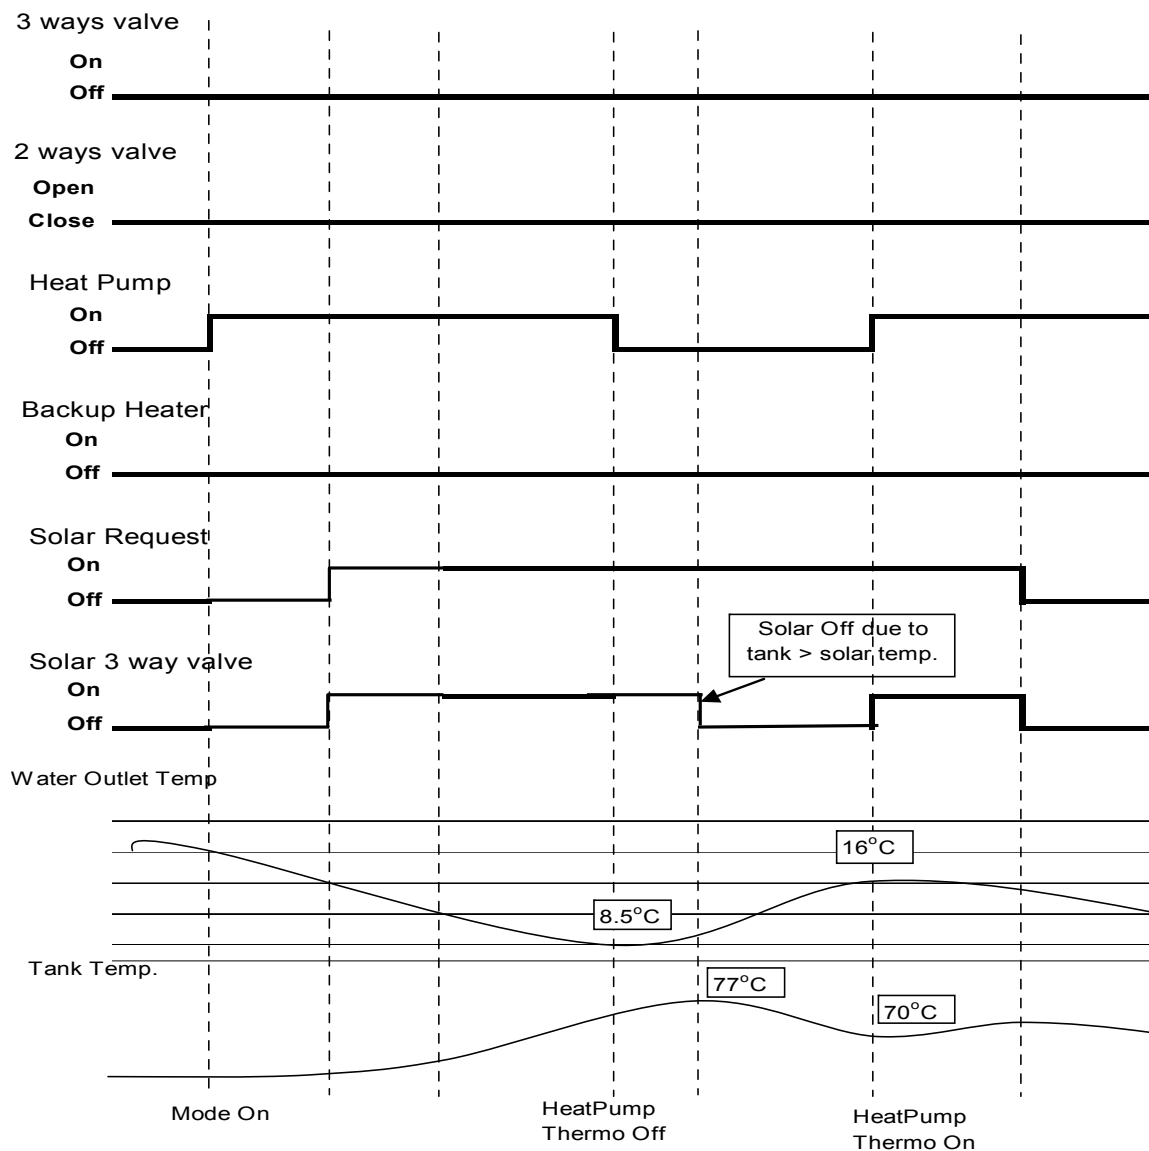 3 ways valve
On
Off
2 ways valve
Open
Close
Heat Pump
On
Off
Backup Heater
On
Off
Solar Request
On
Off
Solar Off due to
tank > solar temp.
Solar 3 way valve
On
Off
Water Outlet Temp
16°C
8.5°C
Tank Temp.
77°C
70°C
Mode On
HeatPump
Thermo Off
HeatPump
Thermo On